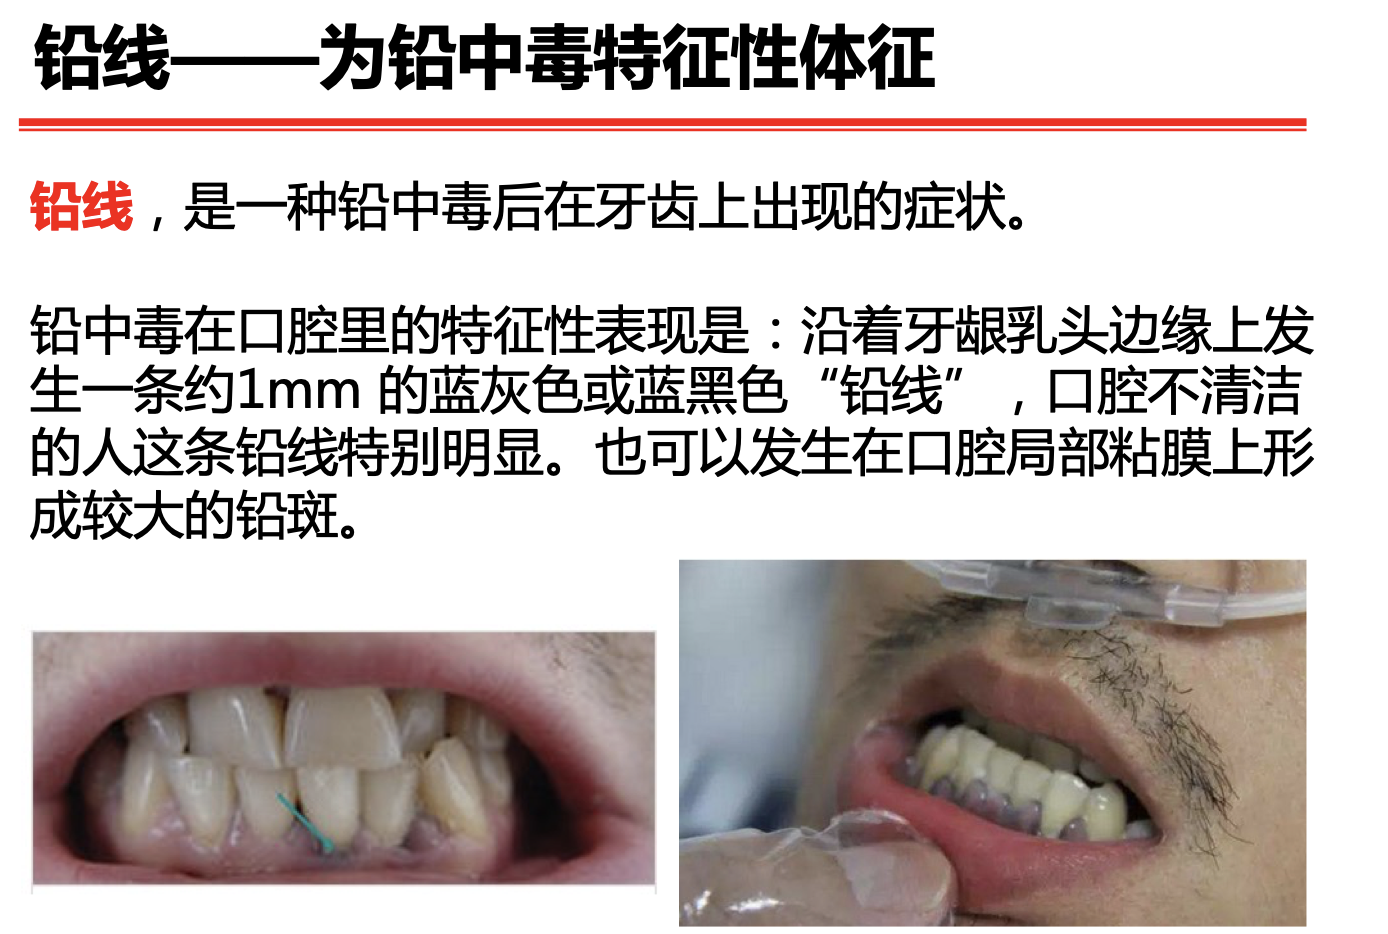 铅线——为铅中毒特征性体征
铅线，是一种铅中毒后在牙齿上出现的症状。
铅中毒在口腔里的特征性表现是：沿着牙龈乳头边缘上发
生一条约1mm 的蓝灰色或蓝黑色“铅线”，口腔不清洁
的人这条铅线特别明显。也可以发生在口腔局部粘膜上形
成较大的铅斑。